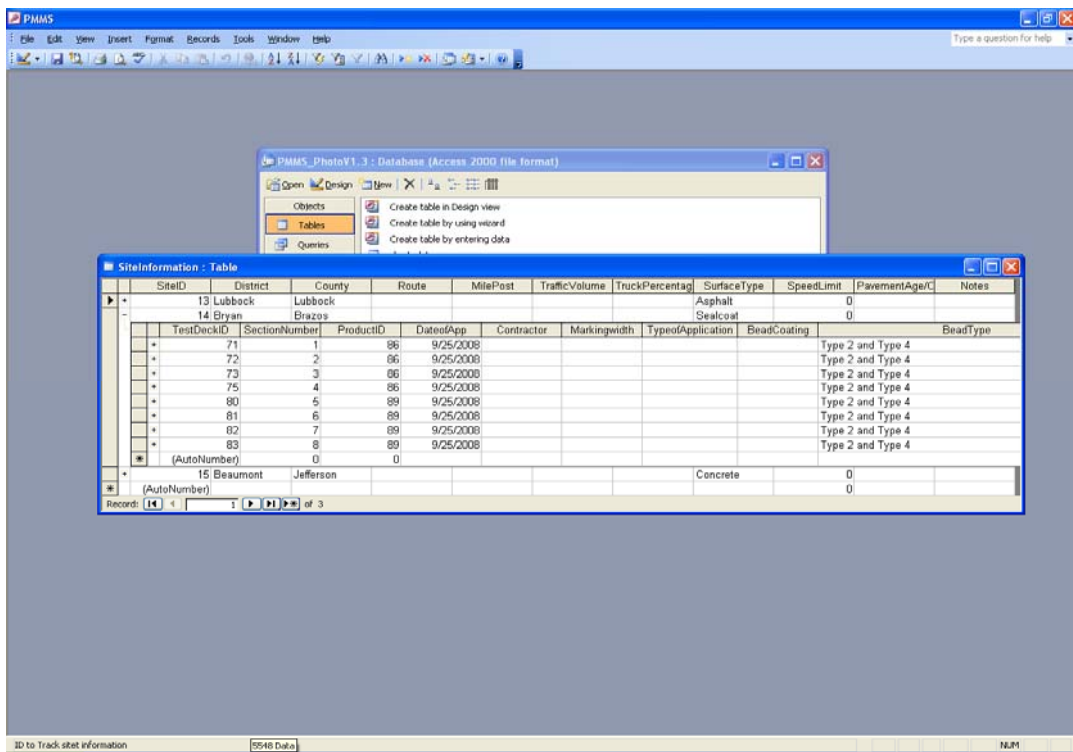 PMMS
File Edit View Insert Format Records Tools Window Help
Type a question for help
PMMS_PhotoV1.3 : Database (Access 2000 file format)
Open Design New
Objects
Tables
Queries
Create table in Design view
Create table by using wizard
Create table by entering data
SiteInformation : Table
SiteID District County Route MilePost TrafficVolume TruckPercentag SurfaceType SpeedLimit PavementAge/C Notes
13 Lubbock Lubbock Asphalt 0
14 Bryan Brazos Sealcoat 0
TestDeckID SectionNumber ProductID DateofApp Contractor Markingwidth TypeofApplication BeadCoating BeadType
71 1 86 9/25/2008 Type 2 and Type 4
72 2 86 9/25/2008 Type 2 and Type 4
73 3 86 9/25/2008 Type 2 and Type 4
75 4 86 9/25/2008 Type 2 and Type 4
80 5 89 9/25/2008 Type 2 and Type 4
81 6 89 9/25/2008 Type 2 and Type 4
82 7 89 9/25/2008 Type 2 and Type 4
83 8 89 9/25/2008 Type 2 and Type 4
(AutoNumber) 0 0
15 Beaumont Jefferson Concrete 0
(AutoNumber) 0
Record: 1 of 3
ID to Track sitet information
5548 Data
NUM